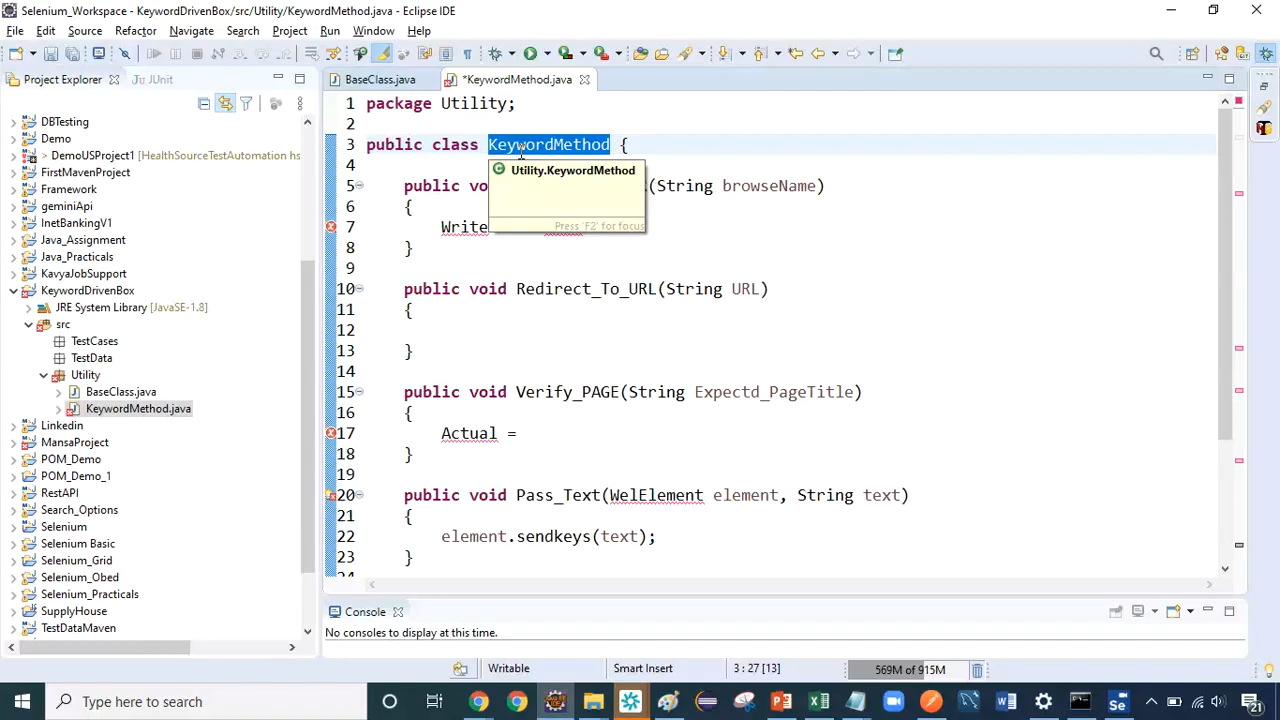 Selenium_Workspace - KeywordDrivenBox/src/Utility/KeywordMethod.java - Eclipse IDE
File Edit Source Refactor Navigate Search Project Run Window Help
Project Explorer JUnit
BaseClass.java *KeywordMethod.java
DBTesting
Demo
> DemoUSProject1 [HealthSourceTestAutomation hs
FirstMavenProject
Framework
geminiApi
InetBankingV1
Java_Assignment
Java_Practicals
KavyaJobSupport
KeywordDrivenBox
JRE System Library [JavaSE-1.8]
src
TestCases
TestData
Utility
BaseClass.java
KeywordMethod.java
Linkedin
MansaProject
POM_Demo
POM_Demo_1
RestAPI
Search_Options
Selenium
Selenium Basic
Selenium_Grid
Selenium_Obed
Selenium_Practicals
SupplyHouse
TestDataMaven
1 package Utility;
2
3 public class KeywordMethod {
4
Utility.KeywordMethod
Press 'F2' for focus
5 public vo (String browseName)
6 {
7 Write
8 }
9
10 public void Redirect_To_URL(String URL)
11 {
12
13 }
14
15 public void Verify_PAGE(String Expectd_PageTitle)
16 {
17 Actual =
18 }
19
20 public void Pass_Text(WelElement element, String text)
21 {
22 element.sendkeys(text);
23 }
24
Console
No consoles to display at this time.
Writable Smart Insert 3 : 27 [13] 569M of 915M
Type here to search
ENG
21